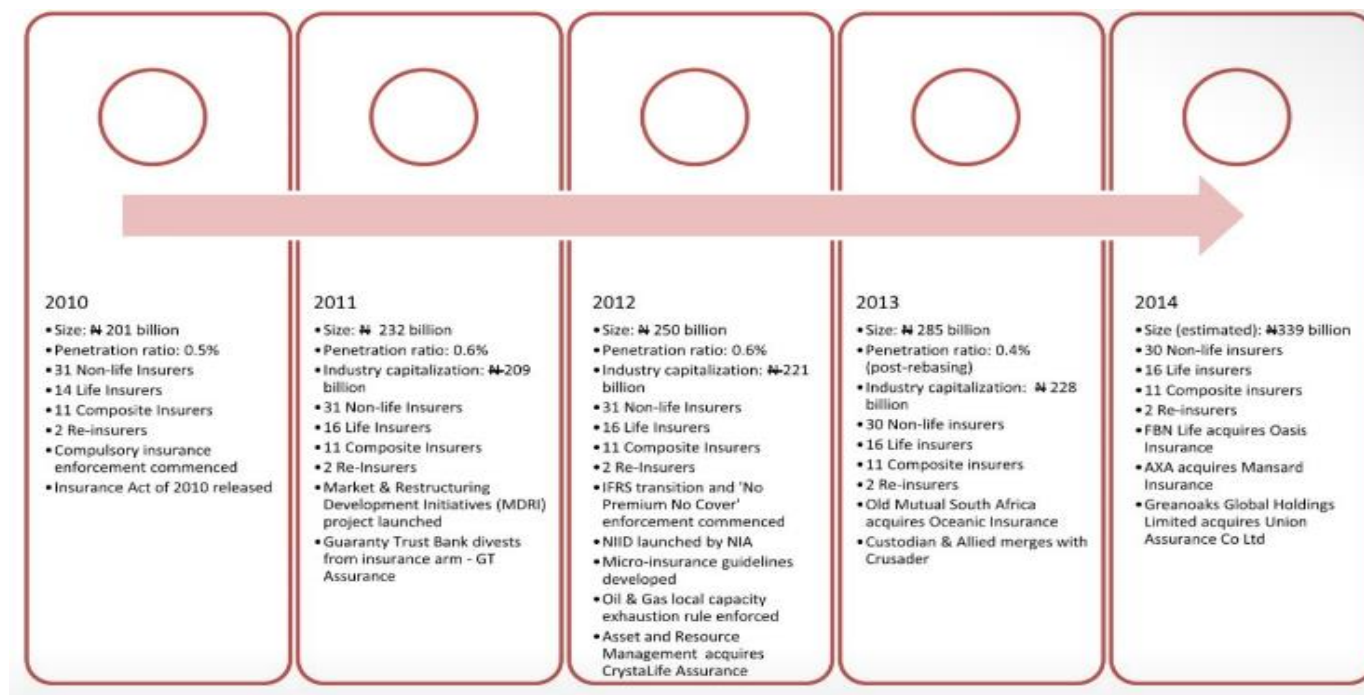 2010
•Size: ₦ 201 billion
•Penetration ratio: 0.5%
•31 Non-life Insurers
•14 Life Insurers
•11 Composite Insurers
•2 Re-insurers
•Compulsory insurance
enforcement commenced
•Insurance Act of 2010 released
2011
•Size: ₦ 232 billion
•Penetration ratio: 0.6%
•Industry capitalization: ₦ 209
billion
•31 Non-life Insurers
•16 Life Insurers
•11 Composite Insurers
•2 Re-Insurers
•Market & Restructuring
Development Initiatives (MDRI)
project launched
•Guaranty Trust Bank divests
from insurance arm - GT
Assurance
2012
•Size: ₦ 250 billion
•Penetration ratio: 0.6%
•Industry capitalization: ₦ 221
billion
•31 Non-life Insurers
•16 Life Insurers
•11 Composite Insurers
•2 Re-Insurers
•IFRS transition and 'No
Premium No Cover'
enforcement commenced
•NIID launched by NIA
•Micro-insurance guidelines
developed
•Oil & Gas local capacity
exhaustion rule enforced
•Asset and Resource
Management acquires
CrystaLife Assurance
2013
•Size: ₦ 285 billion
•Penetration ratio: 0.4%
(post-rebasing)
•Industry capitalization: ₦ 228
billion
•30 Non-life insurers
•16 Life insurers
•11 Composite insurers
•2 Re-insurers
•Old Mutual South Africa
acquires Oceanic Insurance
•Custodian & Allied merges with
Crusader
2014
•Size (estimated): ₦339 billion
•30 Non-life insurers
•16 Life insurers
•11 Composite insurers
•2 Re-insurers
•FBN Life acquires Oasis
Insurance
•AXA acquires Mansard
Insurance
•Greanoaks Global Holdings
Limited acquires Union
Assurance Co Ltd